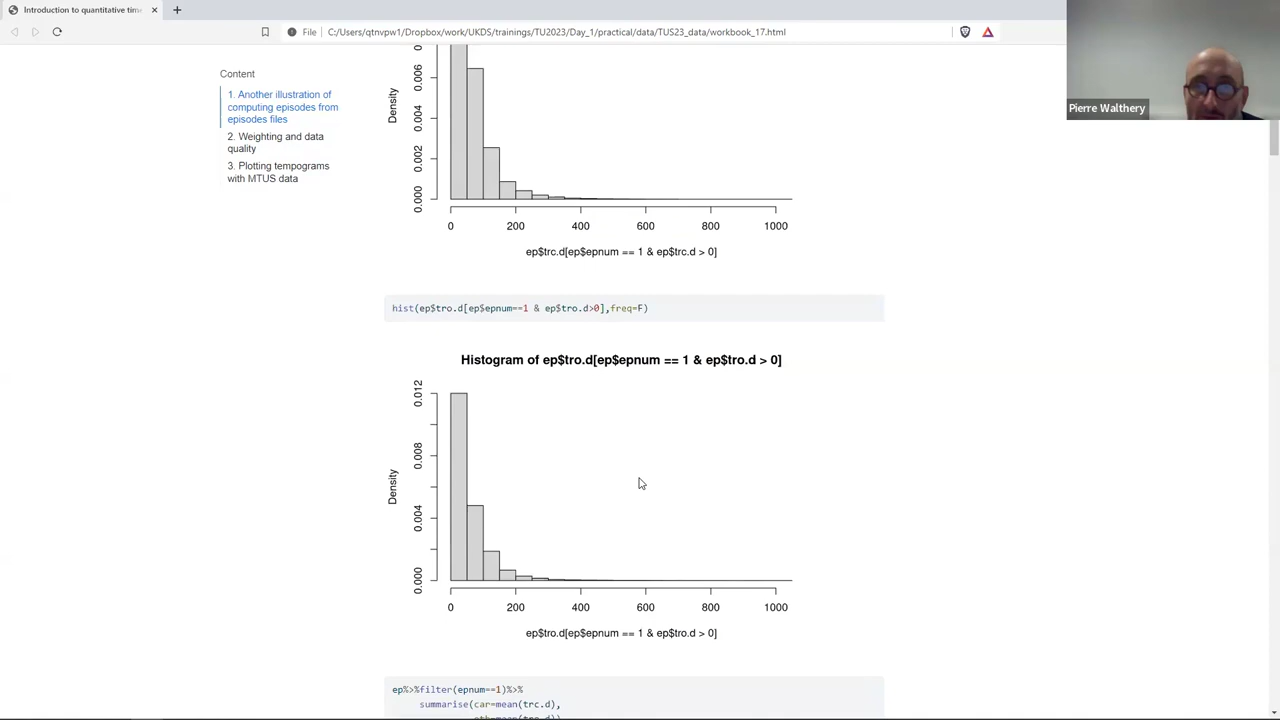 Introduction to quantitative tim
File
C:/Users/qtnvpw1/Dropbox/work/UKDS/trainings/TU2023/Day_1/practical/data/TUS23_data/workbook_17.html
Pierre Walthery
Content
1. Another illustration of
computing episodes from
episodes files
2. Weighting and data
quality
3. Plotting tempograms
with MTUS data
0.006
0.004
0.002
0.000
Density
0 200 400 600 800 1000
ep$trc.d[ep$epnum == 1 & ep$trc.d > 0]
hist(ep$tro.d[ep$epnum==1 & ep$tro.d>0],freq=F)
Histogram of ep$tro.d[ep$epnum == 1 & ep$tro.d > 0]
0.012
0.008
0.004
0.000
Density
0 200 400 600 800 1000
ep$tro.d[ep$epnum == 1 & ep$tro.d > 0]
ep%>%filter(epnum==1)%>%
summarise(car=mean(trc.d),